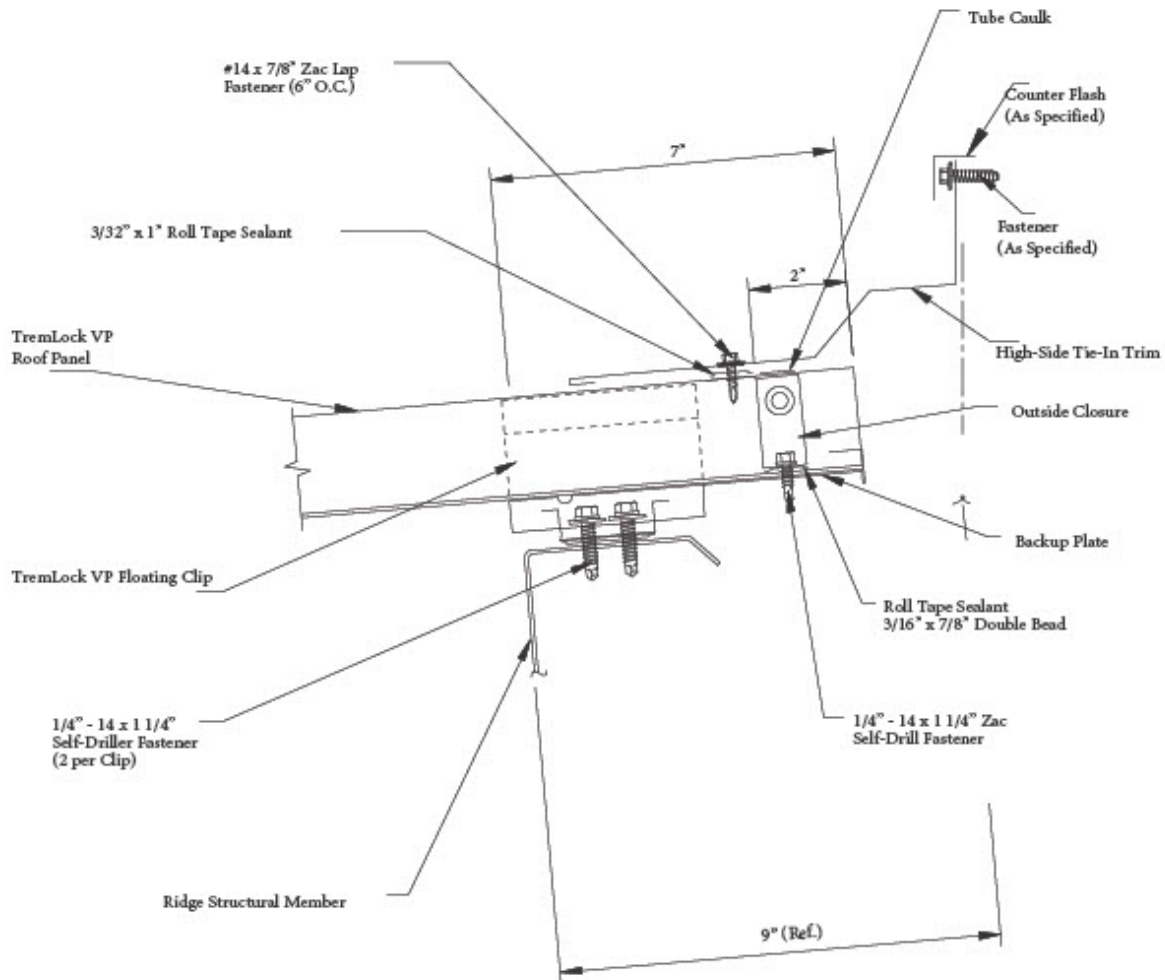 Tube Caulk
#14 x 7/8" Zac Lap
Fastener (6" O.C.)
Counter Flash
(As Specified)
7"
3/32" x 1" Roll Tape Sealant
Fastener
(As Specified)
2"
TremLock VP
Roof Panel
High-Side Tie-In Trim
Outside Closure
Backup Plate
TremLock VP Floating Clip
Roll Tape Sealant
3/16" x 7/8" Double Bead
1/4" - 14 x 1 1/4"
Self-Driller Fastener
(2 per Clip)
1/4" - 14 x 1 1/4" Zac
Self-Drill Fastener
Ridge Structural Member
9" (Ref.)